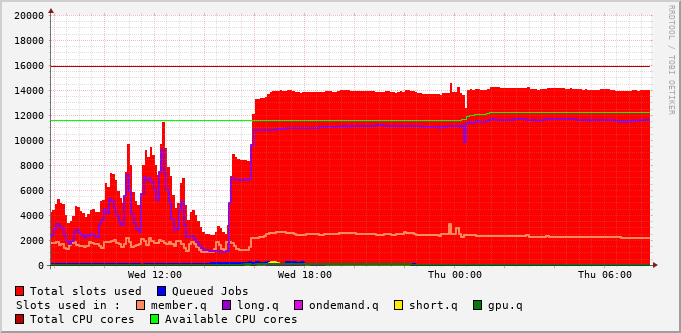 20000
18000
16000
14000
12000
10000
8000
6000
4000
2000
0
Wed 12:00 Wed 18:00 Thu 00:00 Thu 06:00
Total slots used Queued Jobs
Slots used in : member.q long.q ondemand.q short.q gpu.q
Total CPU cores Available CPU cores
RRDTOOL / TOBI OETIKER